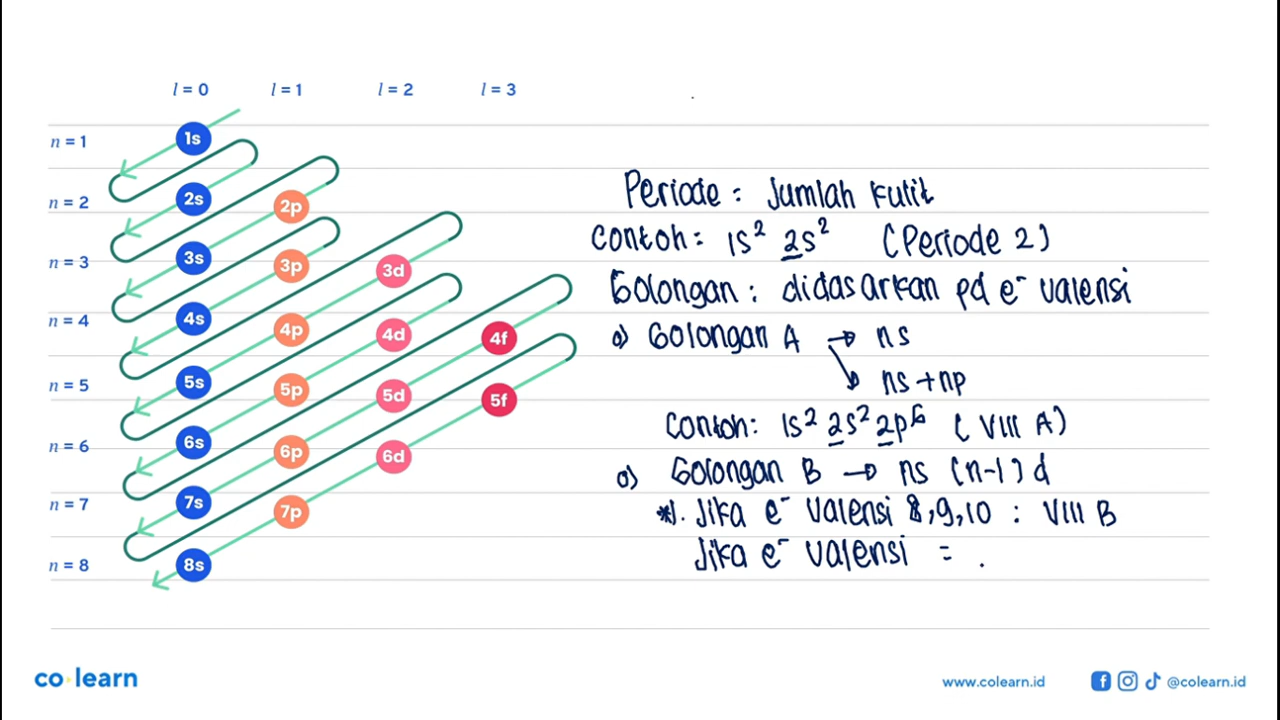 l = 0 l = 1 l = 2 l = 3
n = 1 1s
n = 2 2s 2p
n = 3 3s 3p 3d
n = 4 4s 4p 4d 4f
n = 5 5s 5p 5d 5f
n = 6 6s 6p 6d
n = 7 7s 7p
n = 8 8s
Periode : Jumlah Kulit
Contoh : 1s² 2s² (Periode 2)
Golongan : didasarkan pd e⁻ valensi
o) Golongan A → ns
↘ ns + np
Contoh : 1s² 2s² 2p⁶ ( VIII A)
o) Golongan B → ns (n-1) d
*). Jika e⁻ valensi 8,9,10 : VIII B
Jika e⁻ valensi = .
co learn
www.colearn.id @colearn.id